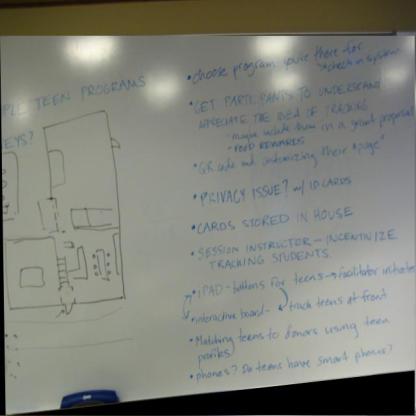 PLE TEEN PROGRAMS
EYS?
• choose program you're there for
→ check in system
• GET PARTICIPANTS TO UNDERSTAND/
APPRECIATE THE IDEA OF TRACKING
- maybe include them in a grant proposal
- FOOD REWARDS
• QR code and customizing their "page"
• PRIVACY ISSUE? w/ ID CARDS
• CARDS STORED IN HOUSE
• SESSION INSTRUCTOR - INCENTIVIZE
TRACKING STUDENTS.
• iPAD - buttons for teens → facilitator initiated
• interactive board - track teens at front
• Matching teens to donors using teen
profiles
• phones? Do teens have smart phones?